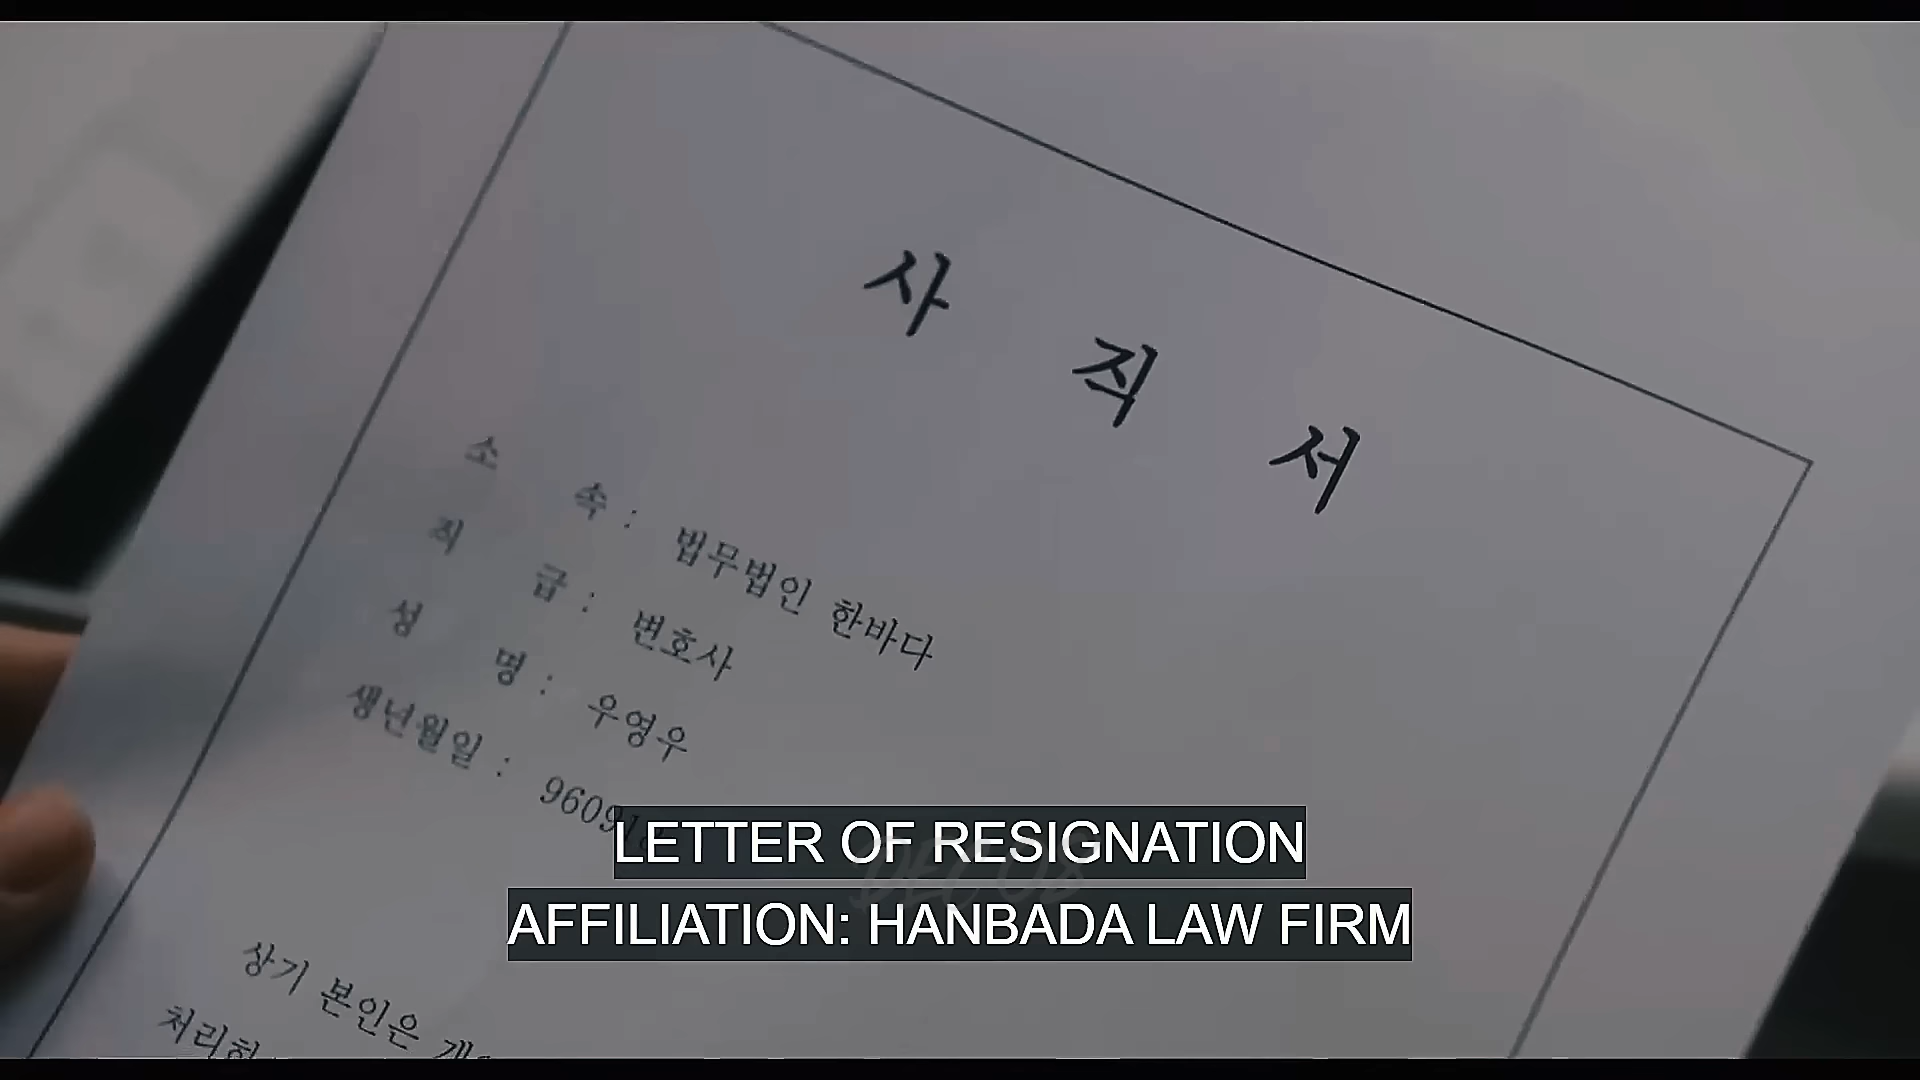 사 직 서
소 속 : 법무법인 한바다
직 급 : 변호사
성 명 : 우영우
생년월일 :
상기 본인은
LETTER OF RESIGNATION
AFFILIATION: HANBADA LAW FIRM